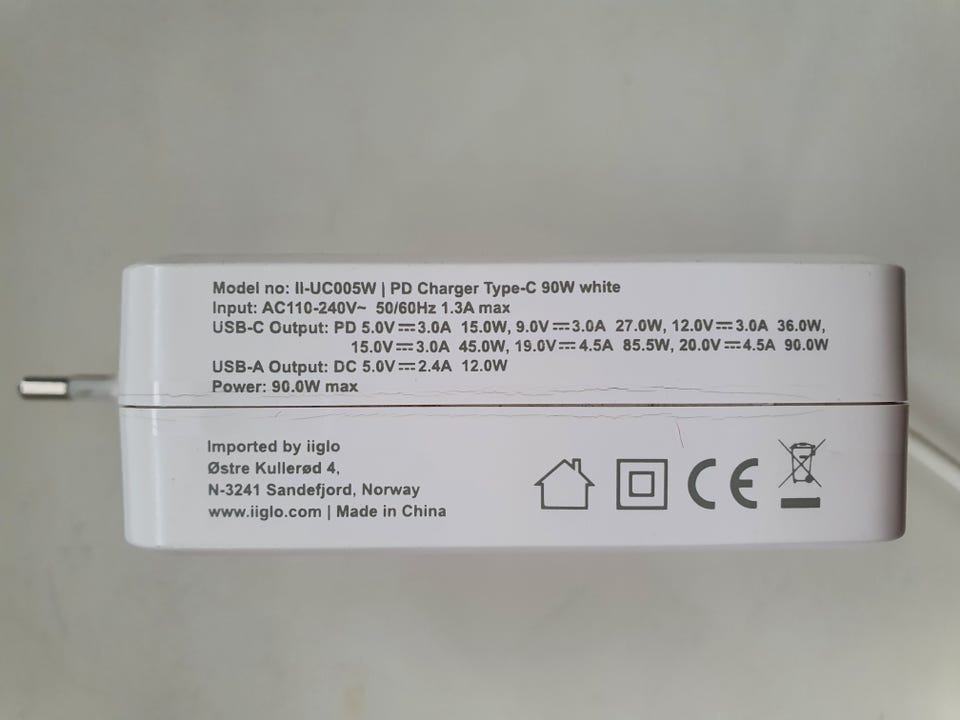 Model no: II-UC005W | PD Charger Type-C 90W white
Input: AC110-240V~ 50/60Hz 1.3A max
USB-C Output: PD 5.0V⎓3.0A 15.0W, 9.0V⎓3.0A 27.0W, 12.0V⎓3.0A 36.0W,
15.0V⎓3.0A 45.0W, 19.0V⎓4.5A 85.5W, 20.0V⎓4.5A 90.0W
USB-A Output: DC 5.0V⎓2.4A 12.0W
Power: 90.0W max
Imported by iiglo
Østre Kullerød 4,
N-3241 Sandefjord, Norway
www.iiglo.com | Made in China
CE